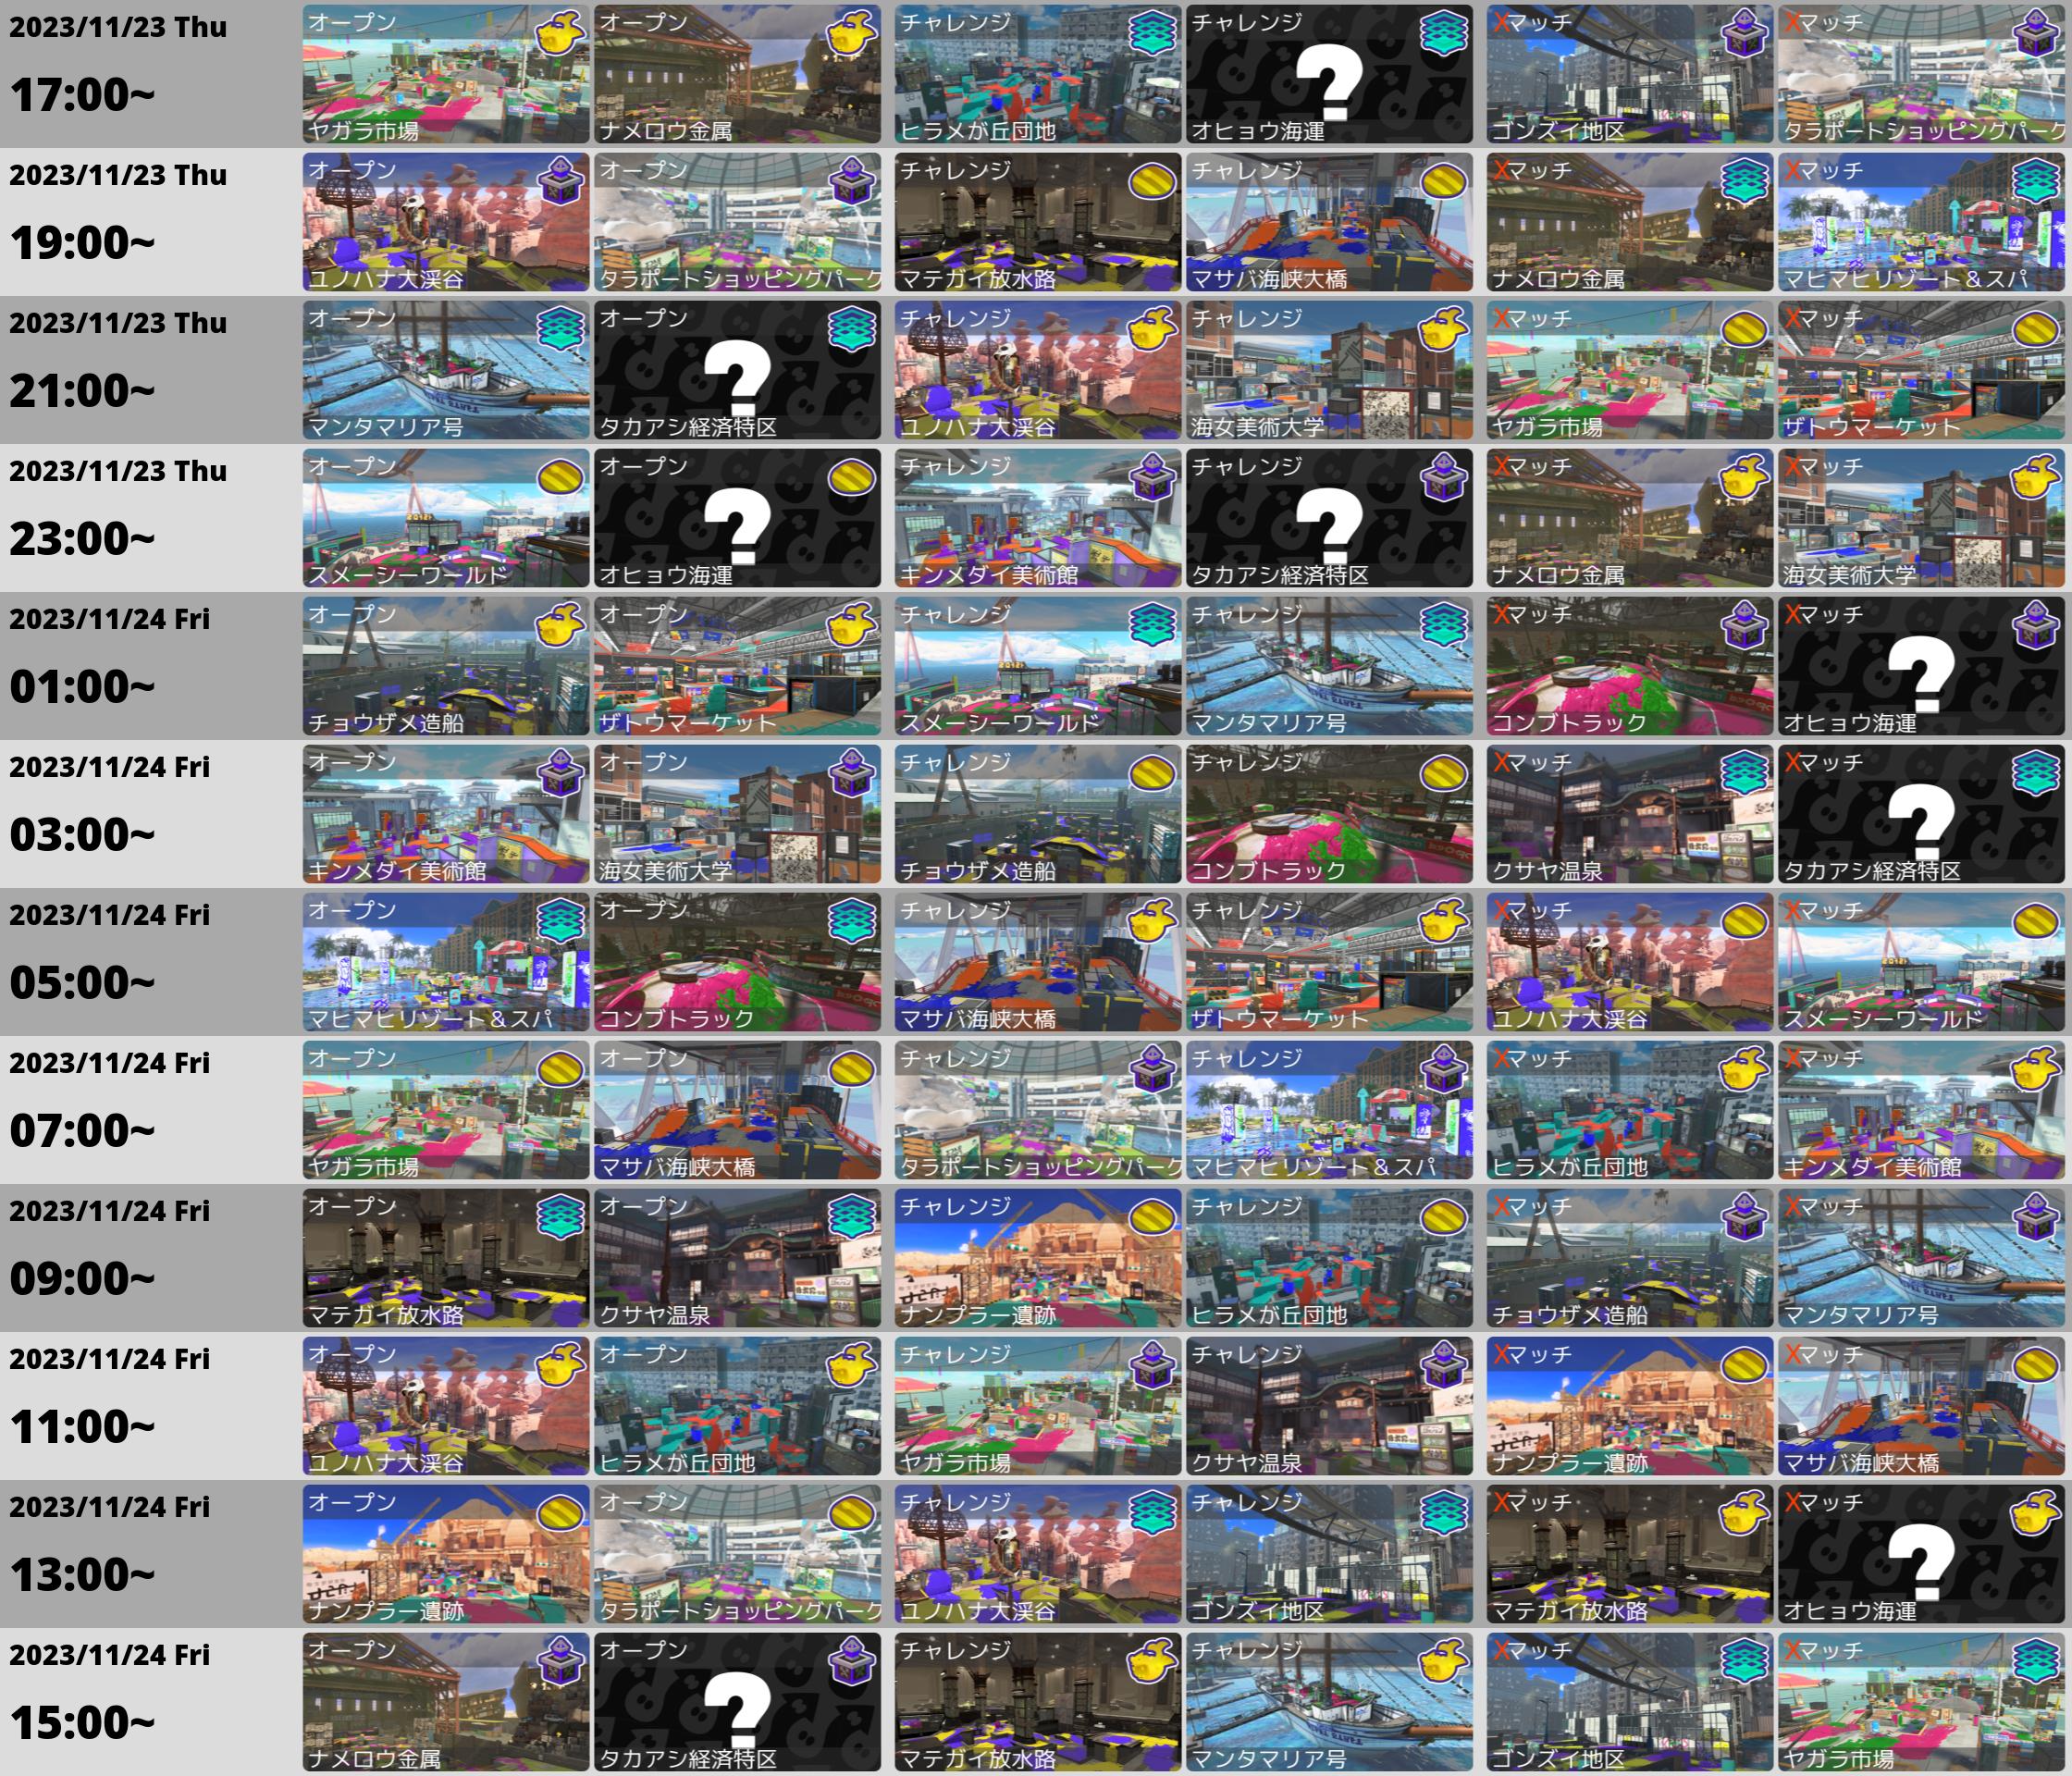 2023/11/23 Thu
17:00~
オープン
ヤガラ市場
オープン
ナメロウ金属
チャレンジ
ヒラメが丘団地
チャレンジ
?
オヒョウ海運
Xマッチ
ゴンズイ地区
Xマッチ
タラポートショッピングパーク
2023/11/23 Thu
19:00~
オープン
ユノハナ大渓谷
オープン
タラポートショッピングパーク
チャレンジ
マテガイ放水路
チャレンジ
マサバ海峡大橋
Xマッチ
ナメロウ金属
Xマッチ
マヒマヒリゾート&スパ
2023/11/23 Thu
21:00~
オープン
マンタマリア号
オープン
?
タカアシ経済特区
チャレンジ
ユノハナ大渓谷
チャレンジ
海女美術大学
Xマッチ
ヤガラ市場
Xマッチ
ザトウマーケット
2023/11/23 Thu
23:00~
オープン
スメーシーワールド
オープン
?
オヒョウ海運
チャレンジ
キンメダイ美術館
チャレンジ
?
タカアシ経済特区
Xマッチ
ナメロウ金属
Xマッチ
海女美術大学
2023/11/24 Fri
01:00~
オープン
チョウザメ造船
オープン
ザトウマーケット
チャレンジ
スメーシーワールド
チャレンジ
マンタマリア号
Xマッチ
コンブトラック
Xマッチ
?
オヒョウ海運
2023/11/24 Fri
03:00~
オープン
キンメダイ美術館
オープン
海女美術大学
チャレンジ
チョウザメ造船
チャレンジ
コンブトラック
Xマッチ
クサヤ温泉
Xマッチ
?
タカアシ経済特区
2023/11/24 Fri
05:00~
オープン
マヒマヒリゾート&スパ
オープン
コンブトラック
チャレンジ
マサバ海峡大橋
チャレンジ
ザトウマーケット
Xマッチ
ユノハナ大渓谷
Xマッチ
スメーシーワールド
2023/11/24 Fri
07:00~
オープン
ヤガラ市場
オープン
マサバ海峡大橋
チャレンジ
タラポートショッピングパーク
チャレンジ
マヒマヒリゾート&スパ
Xマッチ
ヒラメが丘団地
Xマッチ
キンメダイ美術館
2023/11/24 Fri
09:00~
オープン
マテガイ放水路
オープン
クサヤ温泉
チャレンジ
ナンプラー遺跡
チャレンジ
ヒラメが丘団地
Xマッチ
チョウザメ造船
Xマッチ
マンタマリア号
2023/11/24 Fri
11:00~
オープン
ユノハナ大渓谷
オープン
ヒラメが丘団地
チャレンジ
ヤガラ市場
チャレンジ
クサヤ温泉
Xマッチ
ナンプラー遺跡
Xマッチ
マサバ海峡大橋
2023/11/24 Fri
13:00~
オープン
ナンプラー遺跡
オープン
タラポートショッピングパーク
チャレンジ
ユノハナ大渓谷
チャレンジ
ゴンズイ地区
Xマッチ
マテガイ放水路
Xマッチ
?
オヒョウ海運
2023/11/24 Fri
15:00~
オープン
ナメロウ金属
オープン
?
タカアシ経済特区
チャレンジ
マテガイ放水路
チャレンジ
マンタマリア号
Xマッチ
ゴンズイ地区
Xマッチ
ヤガラ市場